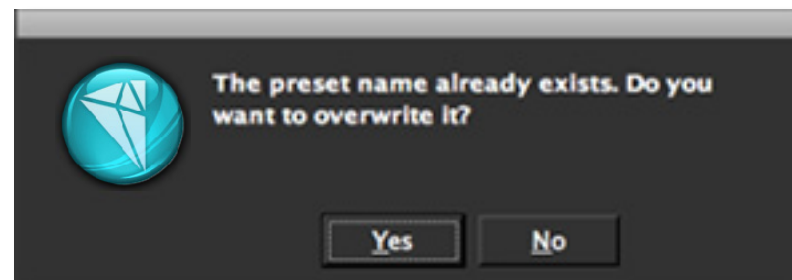 The preset name already exists. Do you
want to overwrite it?
Yes
No